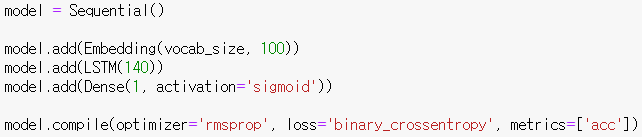 model = Sequential()
model.add(Embedding(vocab_size, 100))
model.add(LSTM(140))
model.add(Dense(1, activation='sigmoid'))
model.compile(optimizer='rmsprop', loss='binary_crossentropy', metrics=['acc'])